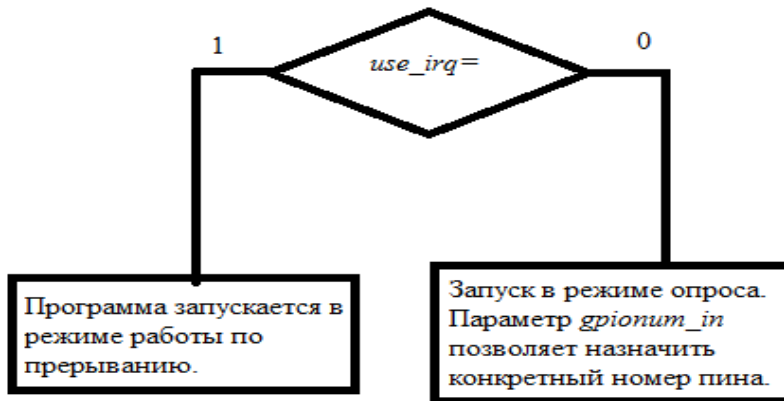 1
use_irq=
0
Программа запускается в
режиме работы по
прерыванию.
Запуск в режиме опроса.
Параметр gpionum_in
позволяет назначить
конкретный номер пина.